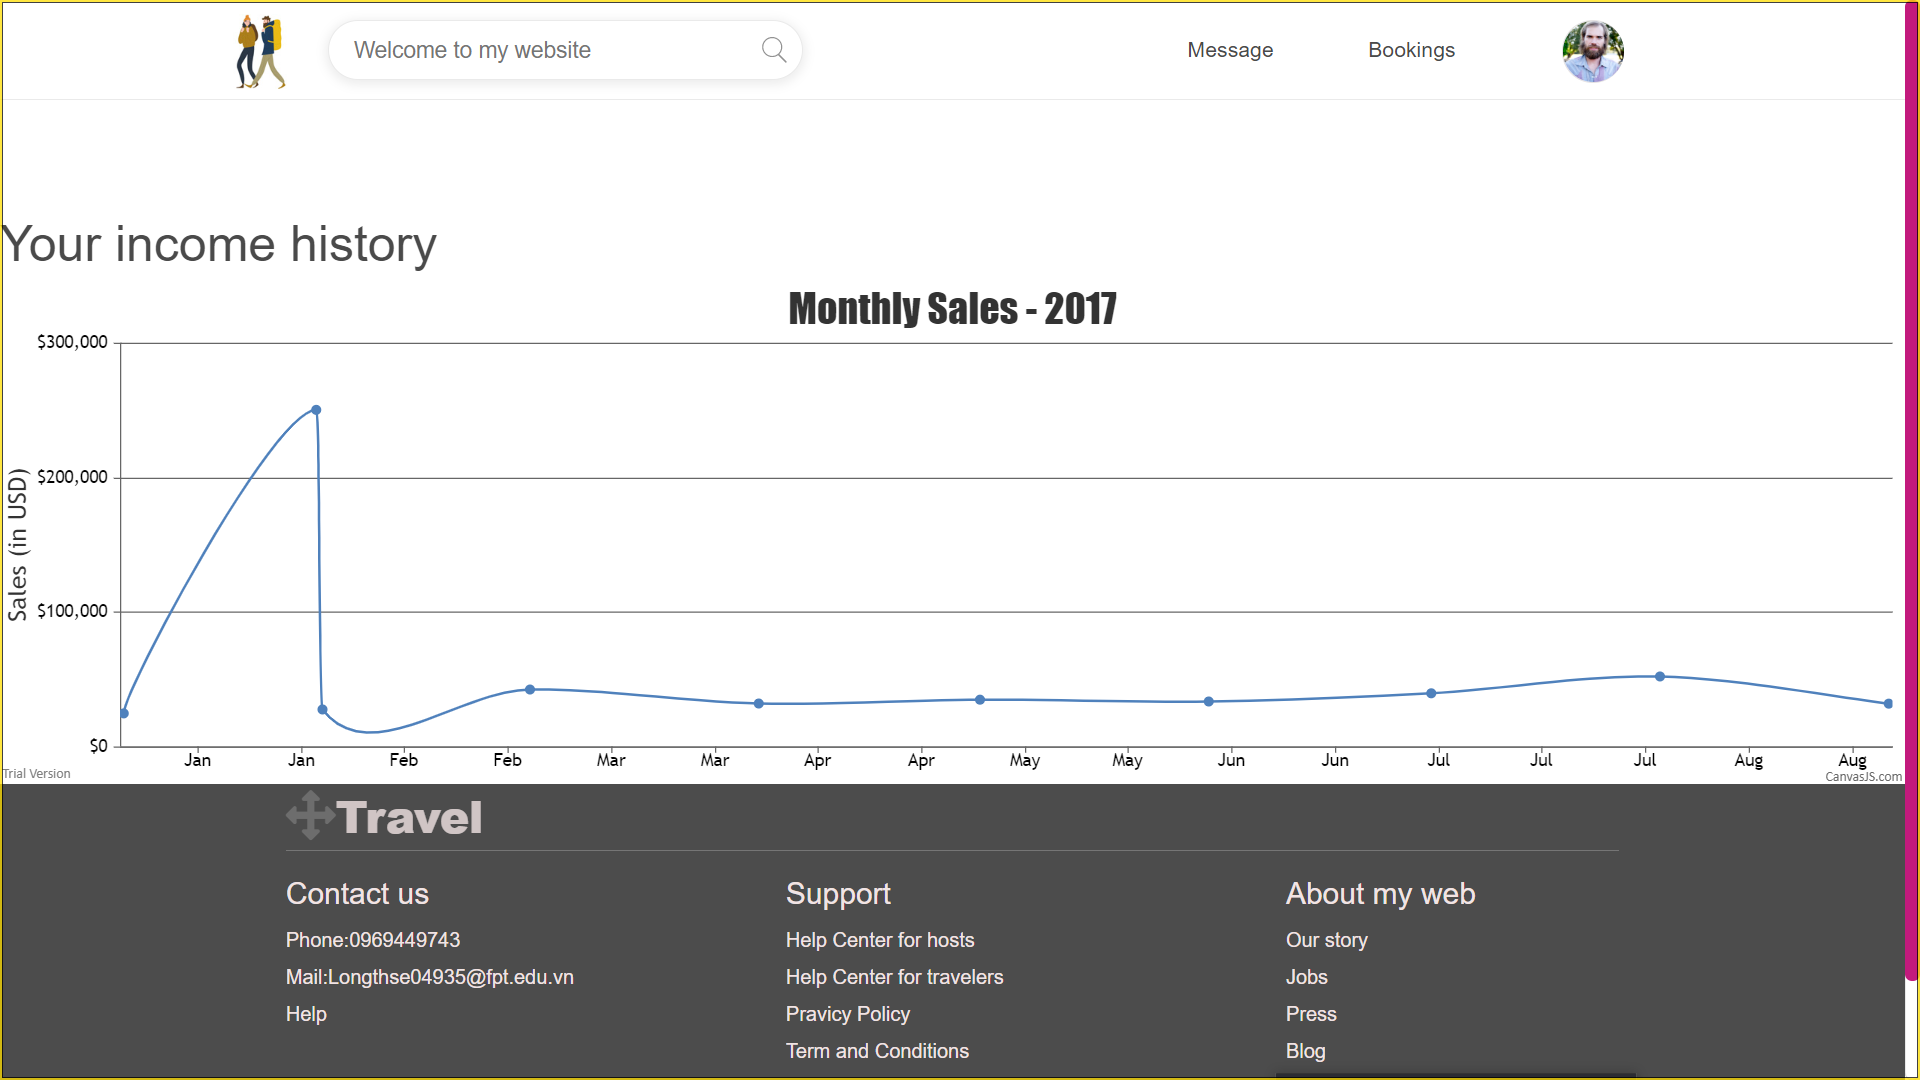 Welcome to my website
Message
Bookings
Your income history
Monthly Sales - 2017
Sales (in USD)
$300,000
$200,000
$100,000
$0
Jan Jan Feb Feb Mar Mar Apr Apr May May Jun Jun Jul Jul Jul Aug Aug
Trial Version
CanvasJS.com
Travel
Contact us
Phone:0969449743
Mail:Longthse04935@fpt.edu.vn
Help
Support
Help Center for hosts
Help Center for travelers
Pravicy Policy
Term and Conditions
About my web
Our story
Jobs
Press
Blog